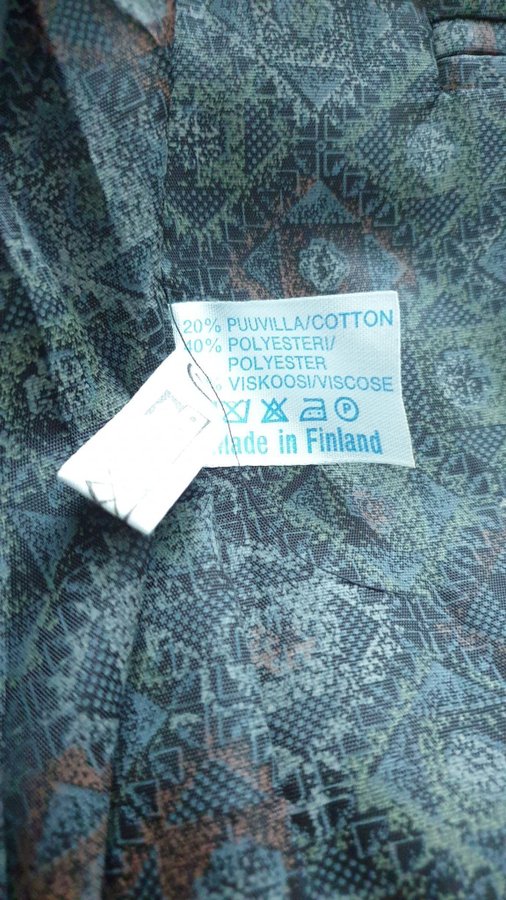 20% PUUVILLA/COTTON
40% POLYESTERI/
POLYESTER
% VISKOOSI/VISCOSE
P
made in Finland